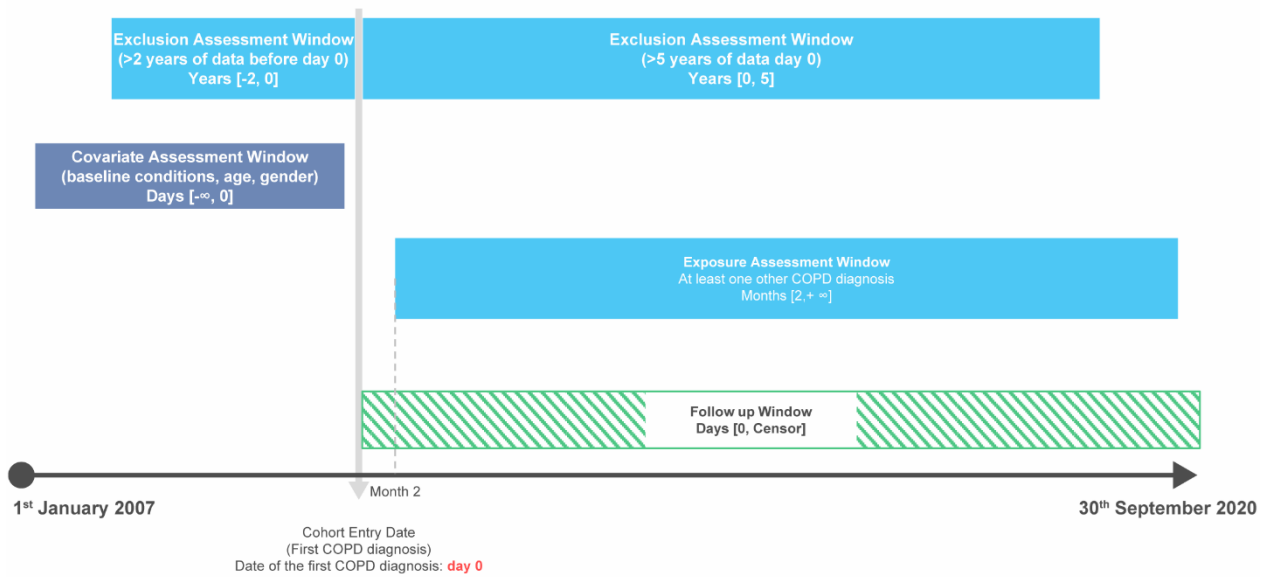 Exclusion Assessment Window
(>2 years of data before day 0)
Years [-2, 0]
Exclusion Assessment Window
(>5 years of data day 0)
Years [0, 5]
Covariate Assessment Window
(baseline conditions, age, gender)
Days [-∞, 0]
Exposure Assessment Window
At least one other COPD diagnosis
Months [2,+ ∞]
Follow up Window
Days [0, Censor]
Month 2
1st January 2007
30th September 2020
Cohort Entry Date
(First COPD diagnosis)
Date of the first COPD diagnosis: day 0